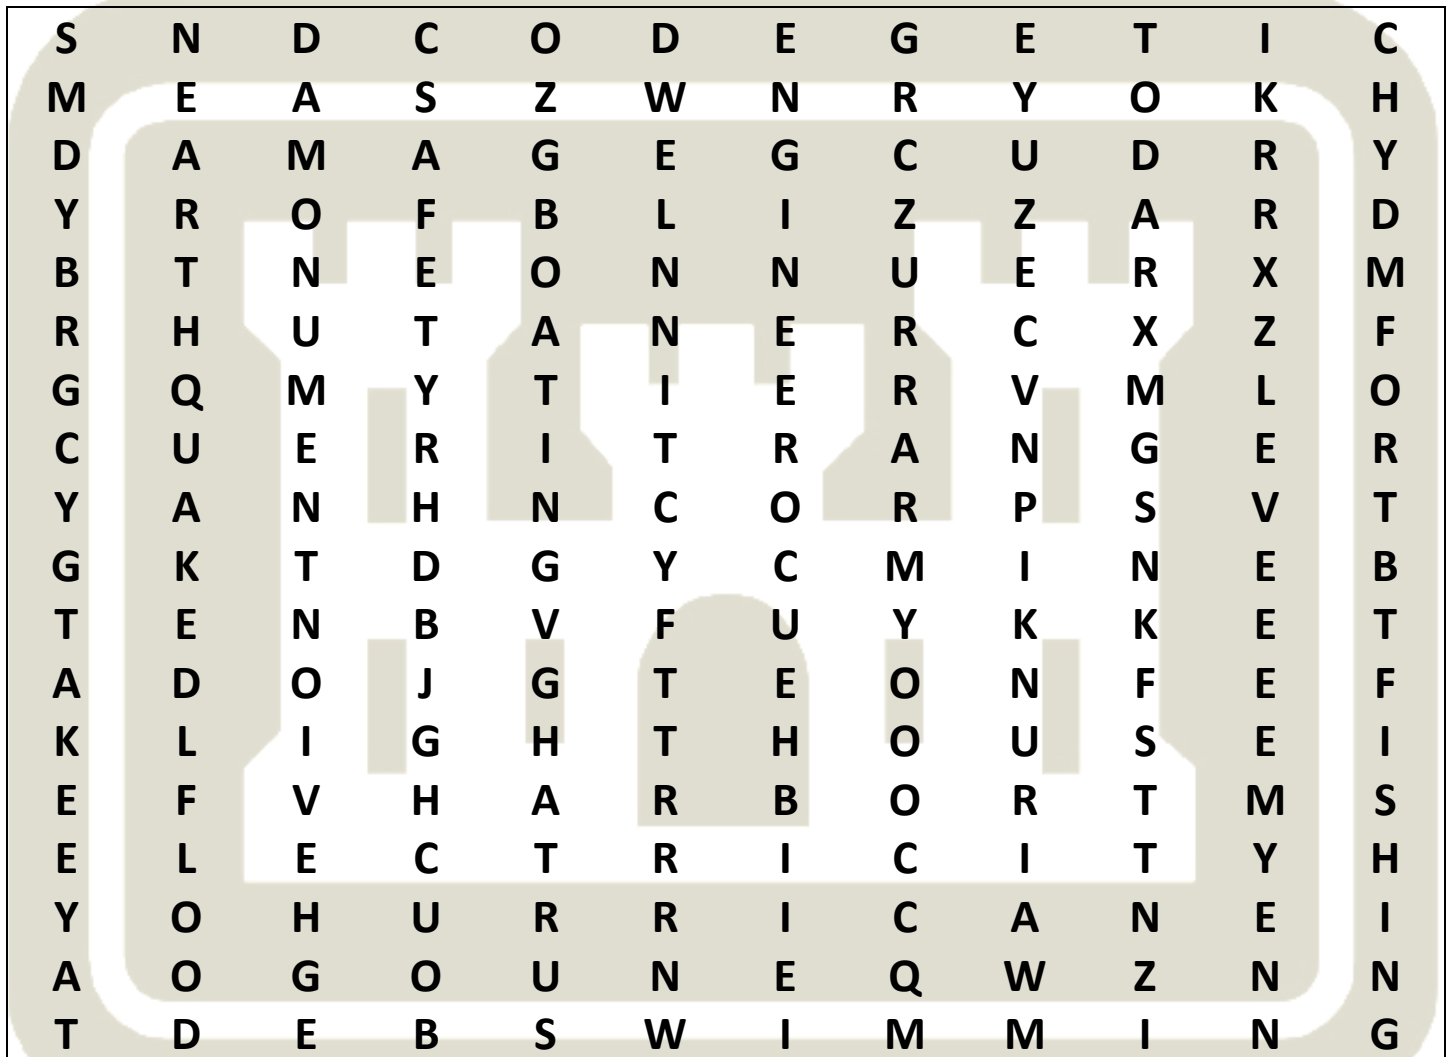 S N D C O D E G E T I C
M E A S Z W N R Y O K H
D A M A G E G C U D R Y
Y R O F B L I Z Z A R D
B T N E O N N U E R X M
R H U T A N E R C X Z F
G Q M Y T I E R V M L O
C U E R I T R A N G E R
Y A N H N C O R P S V T
G K T D G Y C M I N E B
T E N B V F U Y K K E T
A D O J G T E O N F E F
K L I G H T H O U S E I
E F V H A R B O R T M S
E L E C T R I C I T Y H
Y O H U R R I C A N E I
A O G O U N E Q W Z N N
T D E B S W I M M I N G